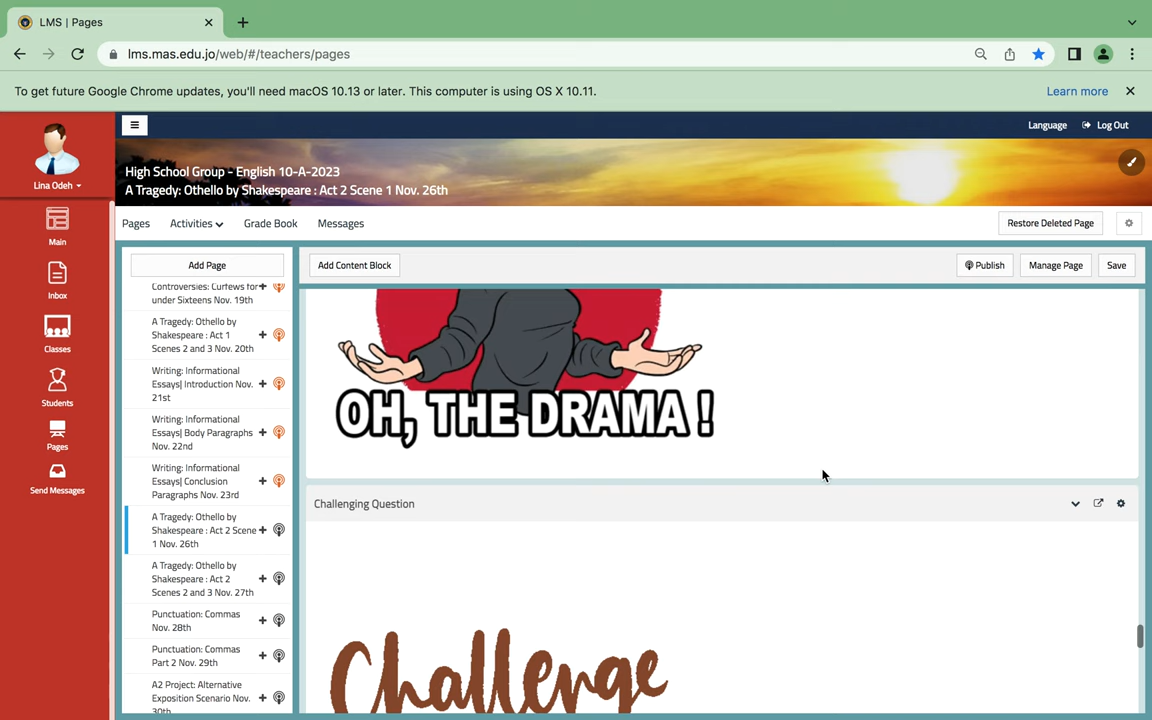 LMS | Pages
lms.mas.edu.jo/web/#/teachers/pages
To get future Google Chrome updates, you'll need macOS 10.13 or later. This computer is using OS X 10.11.
Learn more
Language
Log Out
High School Group - English 10-A-2023
A Tragedy: Othello by Shakespeare : Act 2 Scene 1 Nov. 26th
Lina Odeh
Main
Inbox
Classes
Students
Pages
Send Messages
Pages
Activities
Grade Book
Messages
Restore Deleted Page
Add Page
Controversies: Curfews for
under Sixteens Nov. 19th
A Tragedy: Othello by
Shakespeare : Act 1
Scenes 2 and 3 Nov. 20th
Writing: Informational
Essays| Introduction Nov.
21st
Writing: Informational
Essays| Body Paragraphs
Nov. 22nd
Writing: Informational
Essays| Conclusion
Paragraphs Nov. 23rd
A Tragedy: Othello by
Shakespeare : Act 2 Scene
1 Nov. 26th
A Tragedy: Othello by
Shakespeare : Act 2
Scenes 2 and 3 Nov. 27th
Punctuation: Commas
Nov. 28th
Punctuation: Commas
Part 2 Nov. 29th
A2 Project: Alternative
Exposition Scenario Nov.
30th
Add Content Block
Publish
Manage Page
Save
OH, THE DRAMA !
Challenging Question
Challenge